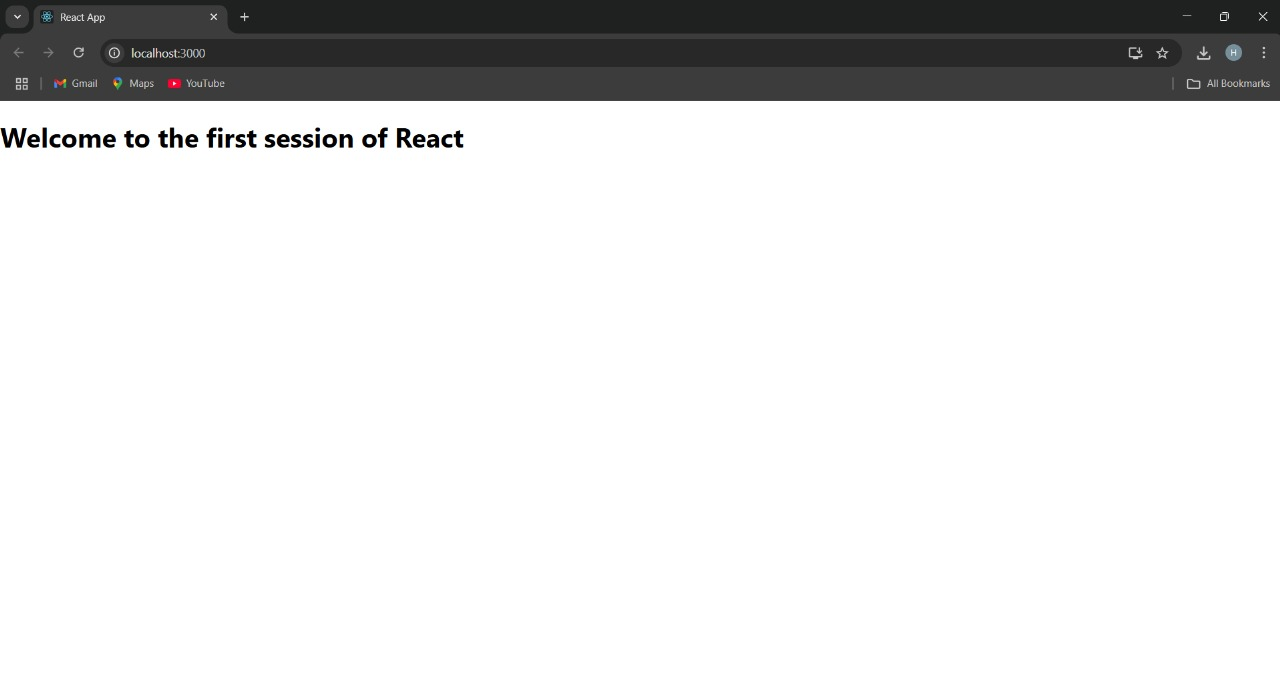 React App
localhost:3000
H
Gmail
Maps
YouTube
All Bookmarks
Welcome to the first session of React